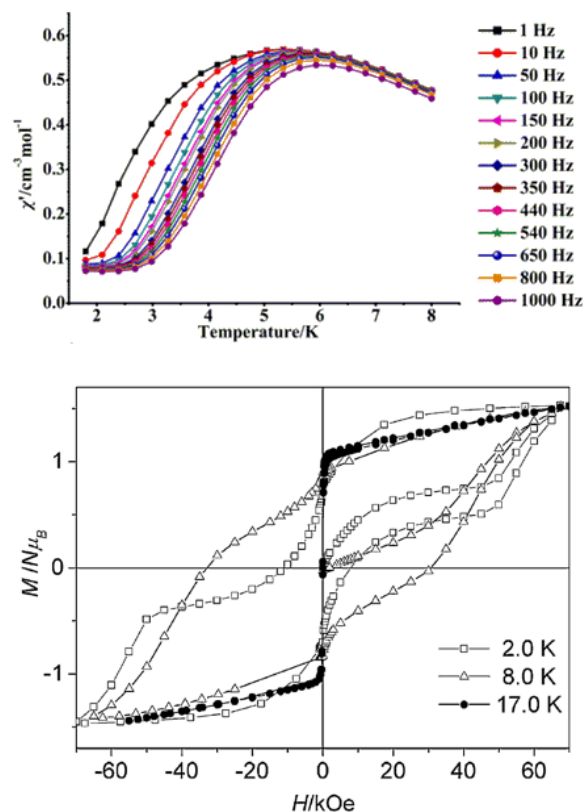 χ'/cm⁻³ mol⁻¹
0.6
0.5
0.4
0.3
0.2
0.1
0.0
2 3 4 5 6 7 8
Temperature/K
1 Hz
10 Hz
50 Hz
100 Hz
150 Hz
200 Hz
300 Hz
350 Hz
440 Hz
540 Hz
650 Hz
800 Hz
1000 Hz
M /Nμ_B
1
0
-1
-60 -40 -20 0 20 40 60
H/kOe
2.0 K
8.0 K
17.0 K